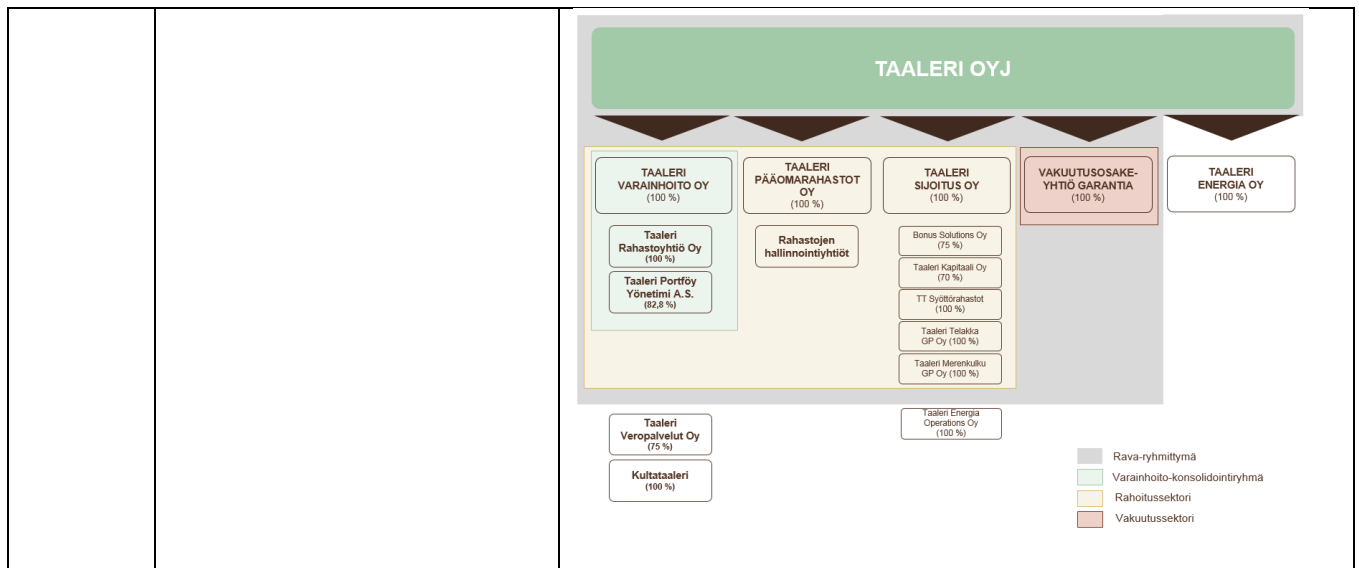 TAALERI OYJ
TAALERI
VARAINHOITO OY
(100 %)
Taaleri
Rahastoyhtiö Oy
(100 %)
Taaleri Portföy
Yönetimi A.S.
(82,8 %)
Taaleri
Veropalvelut Oy
(75 %)
Kultataaleri
(100 %)
TAALERI
PÄÄOMARAHASTOT
OY
(100 %)
Rahastojen
hallinnointiyhtiöt
TAALERI
SIJOITUS OY
(100 %)
Bonus Solutions Oy
(75 %)
Taaleri Kapitaali Oy
(70 %)
TT Syöttörahastot
(100 %)
Taaleri Telakka
GP Oy (100 %)
Taaleri Merenkulku
GP Oy (100 %)
Taaleri Energia
Operations Oy
(100 %)
VAKUUTUSOSAKE-
YHTIÖ GARANTIA
(100 %)
TAALERI
ENERGIA OY
(100 %)
Rava-ryhmittymä
Varainhoito-konsolidointiryhmä
Rahoitussektori
Vakuutussektori